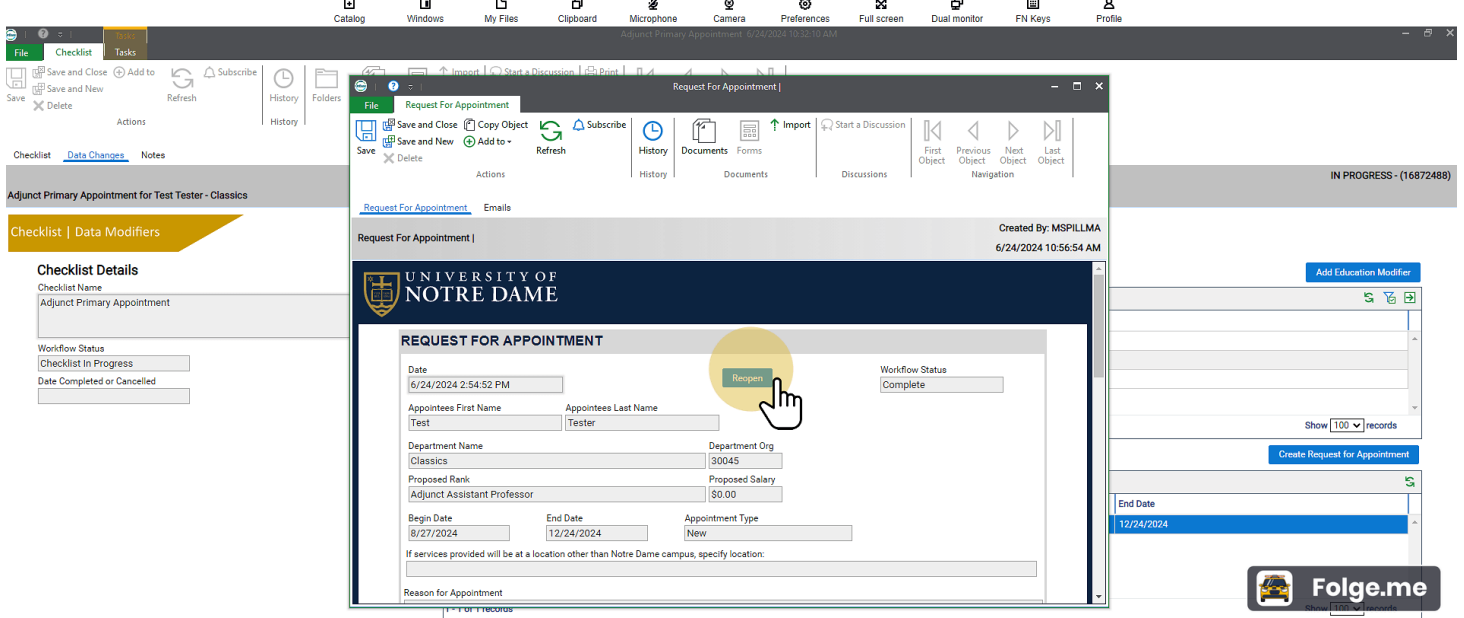 Catalog Windows My Files Clipboard Microphone Camera Preferences Full screen Dual monitor FN Keys Profile
Tasks
Adjunct Primary Appointment 6/24/2024 10:32:10 AM
File Checklist Tasks
Save and Close Add to
Save and New
Delete
Save
Refresh
Subscribe
History
Folders
Import
Start a Discussion
Print
Actions
History
Checklist Data Changes Notes
IN PROGRESS - (16872488)
Adjunct Primary Appointment for Test Tester - Classics
Checklist | Data Modifiers
Checklist Details
Checklist Name
Adjunct Primary Appointment
Workflow Status
Checklist In Progress
Date Completed or Cancelled
Request For Appointment |
File Request For Appointment
Save and Close Copy Object
Save and New Add to
Delete
Save
Refresh
Subscribe
History
Documents
Forms
Import
Start a Discussion
First Object
Previous Object
Next Object
Last Object
Actions History Documents Discussions Navigation
Request For Appointment Emails
Request For Appointment |
Created By: MSPILLMA
6/24/2024 10:56:54 AM
UNIVERSITY OF
NOTRE DAME
REQUEST FOR APPOINTMENT
Date
6/24/2024 2:54:52 PM
Reopen
Workflow Status
Complete
Appointees First Name Appointees Last Name
Test Tester
Department Name Department Org
Classics 30045
Proposed Rank Proposed Salary
Adjunct Assistant Professor $0.00
Begin Date End Date Appointment Type
8/27/2024 12/24/2024 New
If services provided will be at a location other than Notre Dame campus, specify location:
Reason for Appointment
Add Education Modifier
Show 100 records
Create Request for Appointment
End Date
12/24/2024
1 - 1 of 1 records
Show 100 records
Folge.me